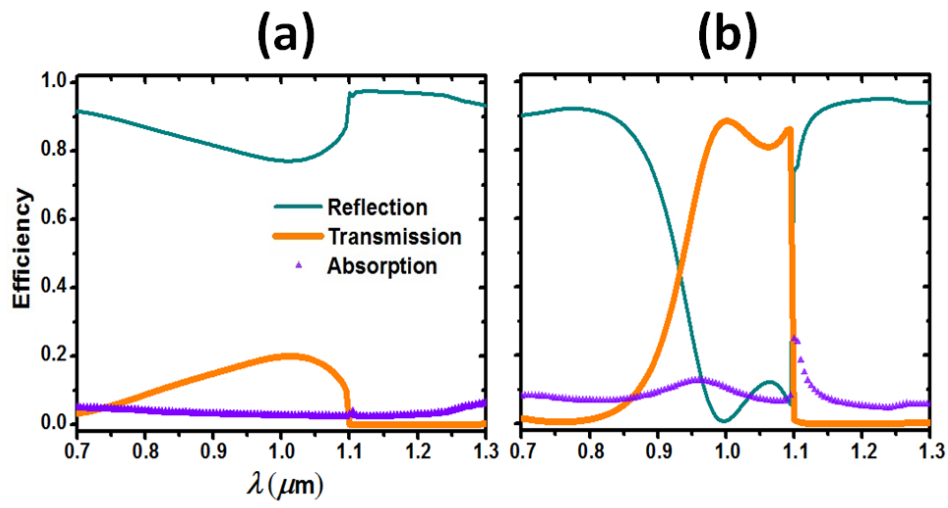 (a) (b)
1.0
0.8
0.6
0.4
0.2
0.0
Efficiency
Reflection
Transmission
Absorption
0.7 0.8 0.9 1.0 1.1 1.2 1.3 0.7 0.8 0.9 1.0 1.1 1.2 1.3
λ (μm)